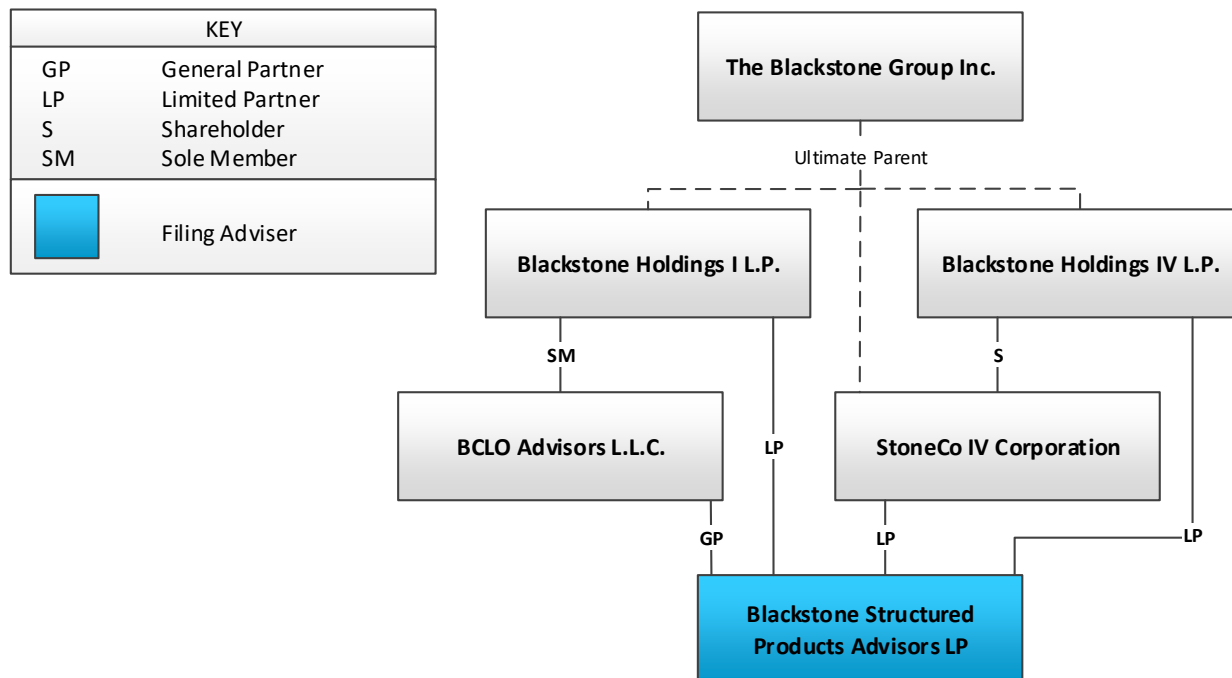 KEY
GP General Partner
LP Limited Partner
S Shareholder
SM Sole Member
Filing Adviser
The Blackstone Group Inc.
Ultimate Parent
Blackstone Holdings I L.P.
Blackstone Holdings IV L.P.
SM
S
BCLO Advisors L.L.C.
LP
StoneCo IV Corporation
GP
LP
LP
Blackstone Structured
Products Advisors LP